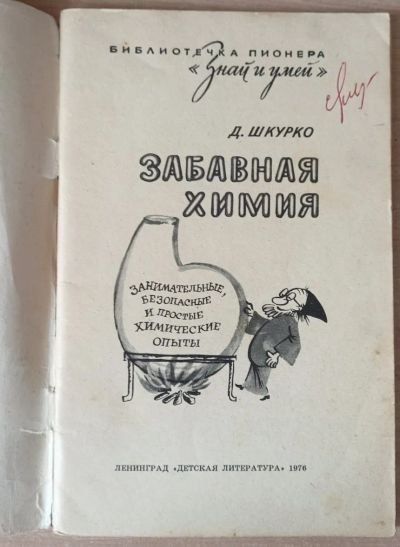 БИБЛИОТЕЧКА ПИОНЕРА
«Знай и умей»
Д. ШКУРКО
ЗАБАВНАЯ
ХИМИЯ
ЗАНИМАТЕЛЬНЫЕ,
БЕЗОПАСНЫЕ
И ПРОСТЫЕ
ХИМИЧЕСКИЕ
ОПЫТЫ
ЛЕНИНГРАД «ДЕТСКАЯ ЛИТЕРАТУРА» 1976